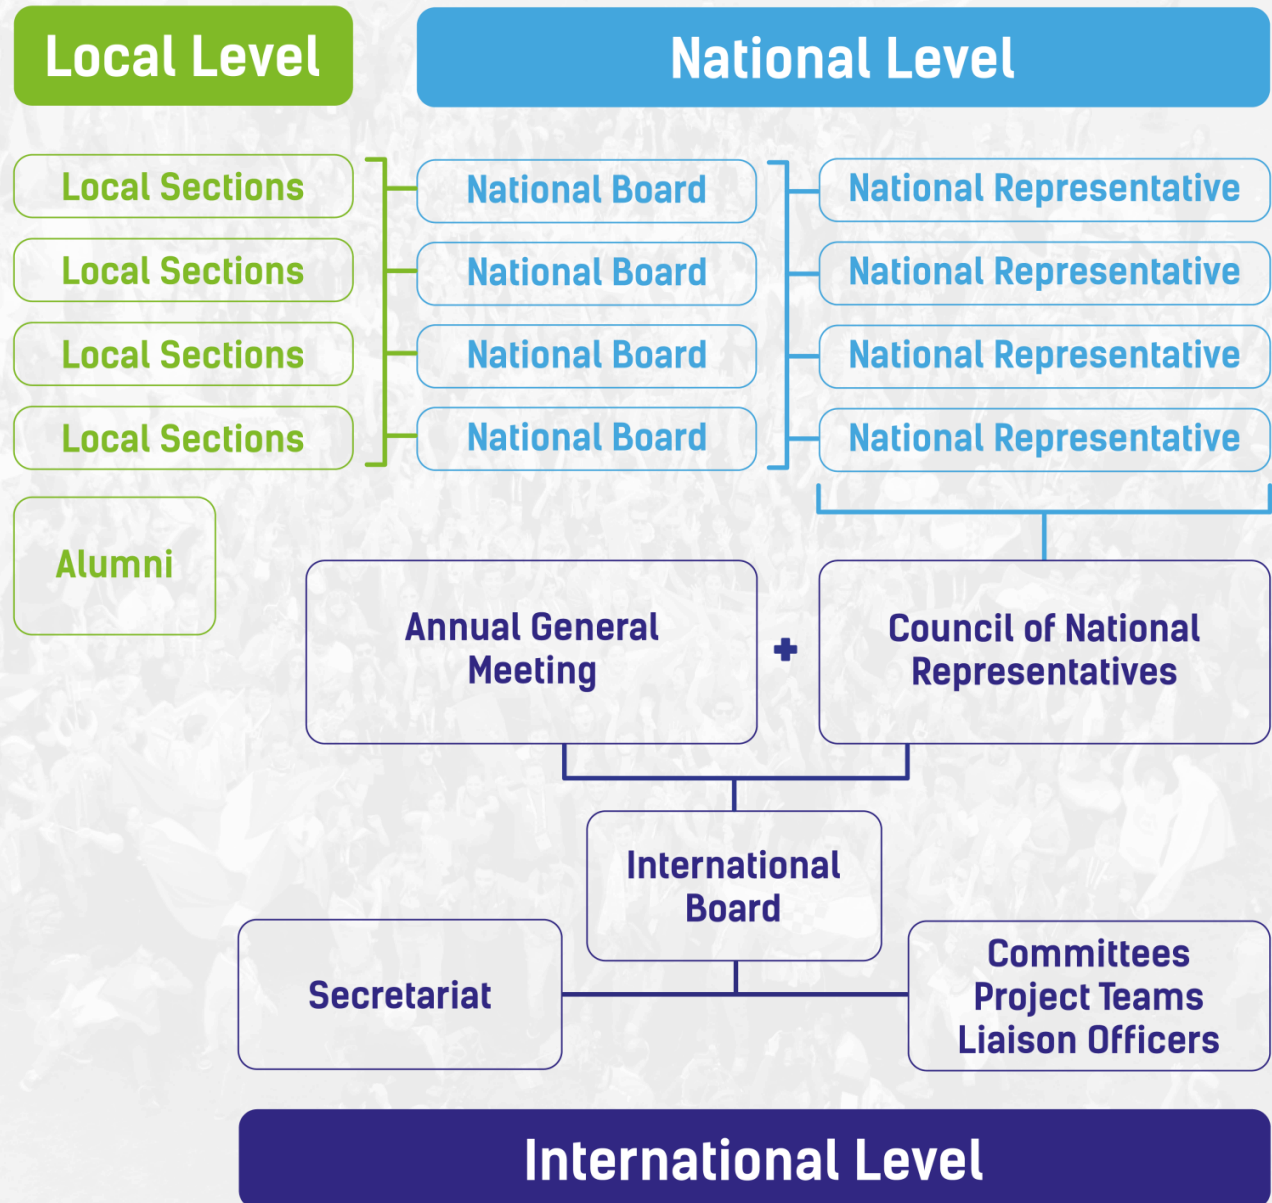 Local Level
National Level
Local Sections
National Board
National Representative
Local Sections
National Board
National Representative
Local Sections
National Board
National Representative
Local Sections
National Board
National Representative
Alumni
Annual General
Meeting
+
Council of National
Representatives
International
Board
Secretariat
Committees
Project Teams
Liaison Officers
International Level